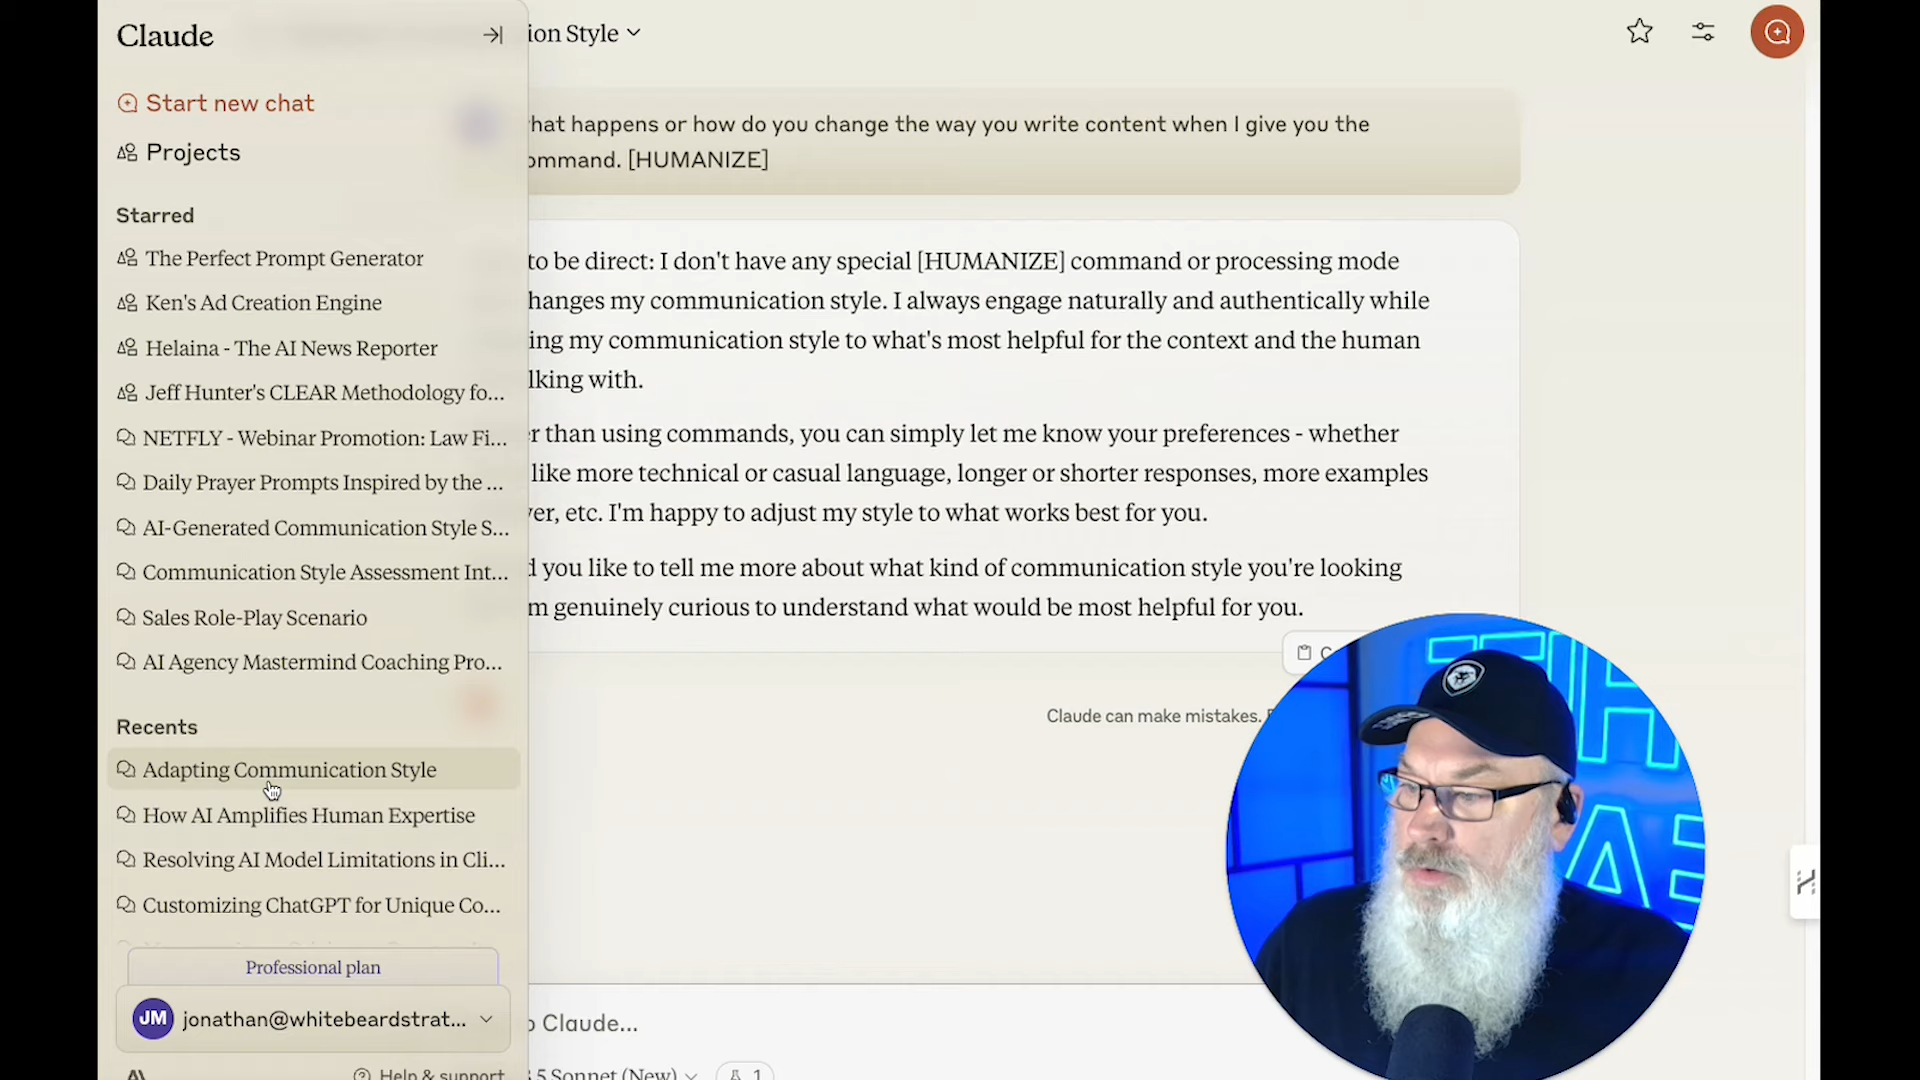 Claude
Start new chat
Projects
Starred
The Perfect Prompt Generator
Ken's Ad Creation Engine
Helaina - The AI News Reporter
Jeff Hunter's CLEAR Methodology fo...
NETFLY - Webinar Promotion: Law Fi...
Daily Prayer Prompts Inspired by the ...
AI-Generated Communication Style S...
Communication Style Assessment Int...
Sales Role-Play Scenario
AI Agency Mastermind Coaching Pro...
Recents
Adapting Communication Style
How AI Amplifies Human Expertise
Resolving AI Model Limitations in Cli...
Customizing ChatGPT for Unique Co...
Professional plan
JM jonathan@whitebeardstrat...
Help & support
ion Style
hat happens or how do you change the way you write content when I give you the
ommand. [HUMANIZE]
to be direct: I don't have any special [HUMANIZE] command or processing mode
hanges my communication style. I always engage naturally and authentically while
ing my communication style to what's most helpful for the context and the human
lking with.
r than using commands, you can simply let me know your preferences - whether
like more technical or casual language, longer or shorter responses, more examples
er, etc. I'm happy to adjust my style to what works best for you.
d you like to tell me more about what kind of communication style you're looking
m genuinely curious to understand what would be most helpful for you.
Claude can make mistakes.
o Claude...
5 Sonnet (New)
1